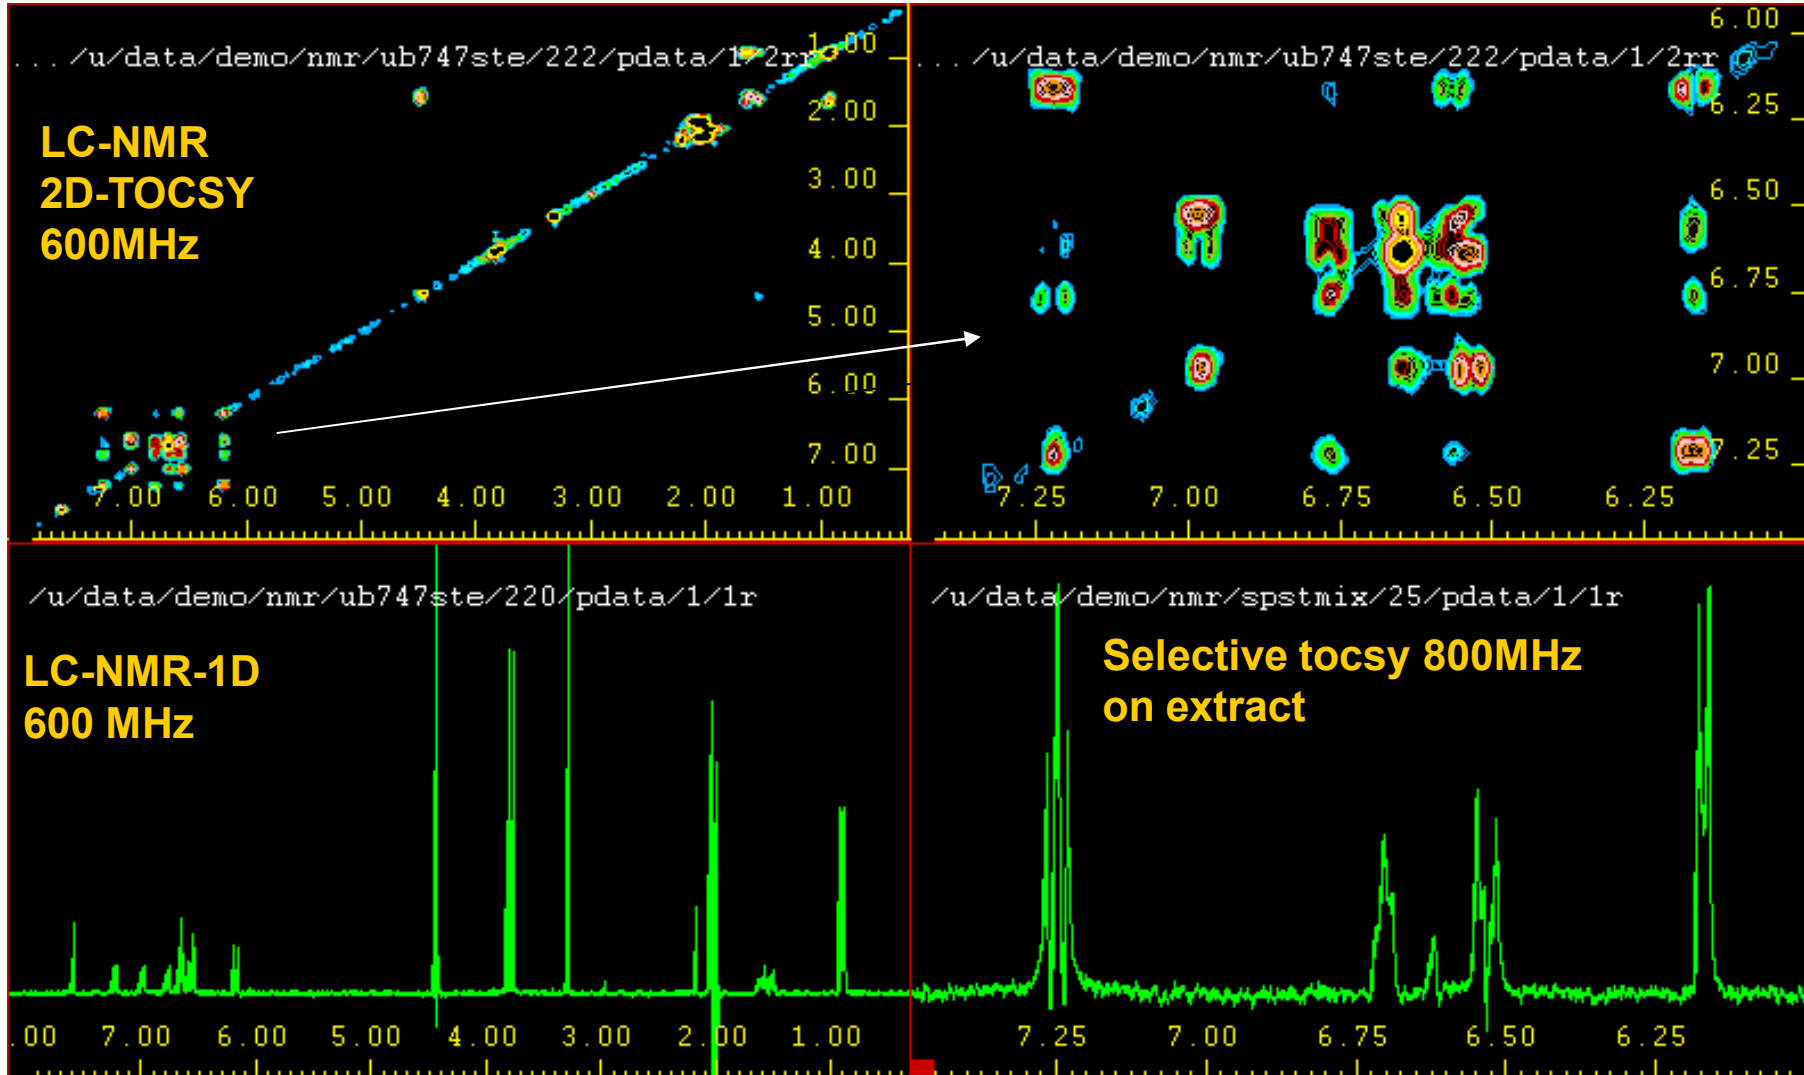 ... /u/data/demo/nmr/ub747ste/222/pdata/1/2rr
LC-NMR
2D-TOCSY
600MHz
1.00
2.00
3.00
4.00
5.00
6.00
7.00
7.00 6.00 5.00 4.00 3.00 2.00 1.00
... /u/data/demo/nmr/ub747ste/222/pdata/1/2rr
6.00
6.25
6.50
6.75
7.00
7.25
7.25 7.00 6.75 6.50 6.25
/u/data/demo/nmr/ub747ste/220/pdata/1/1r
LC-NMR-1D
600 MHz
.00 7.00 6.00 5.00 4.00 3.00 2.00 1.00
/u/data/demo/nmr/spstmix/25/pdata/1/1r
Selective tocsy 800MHz
on extract
7.25 7.00 6.75 6.50 6.25